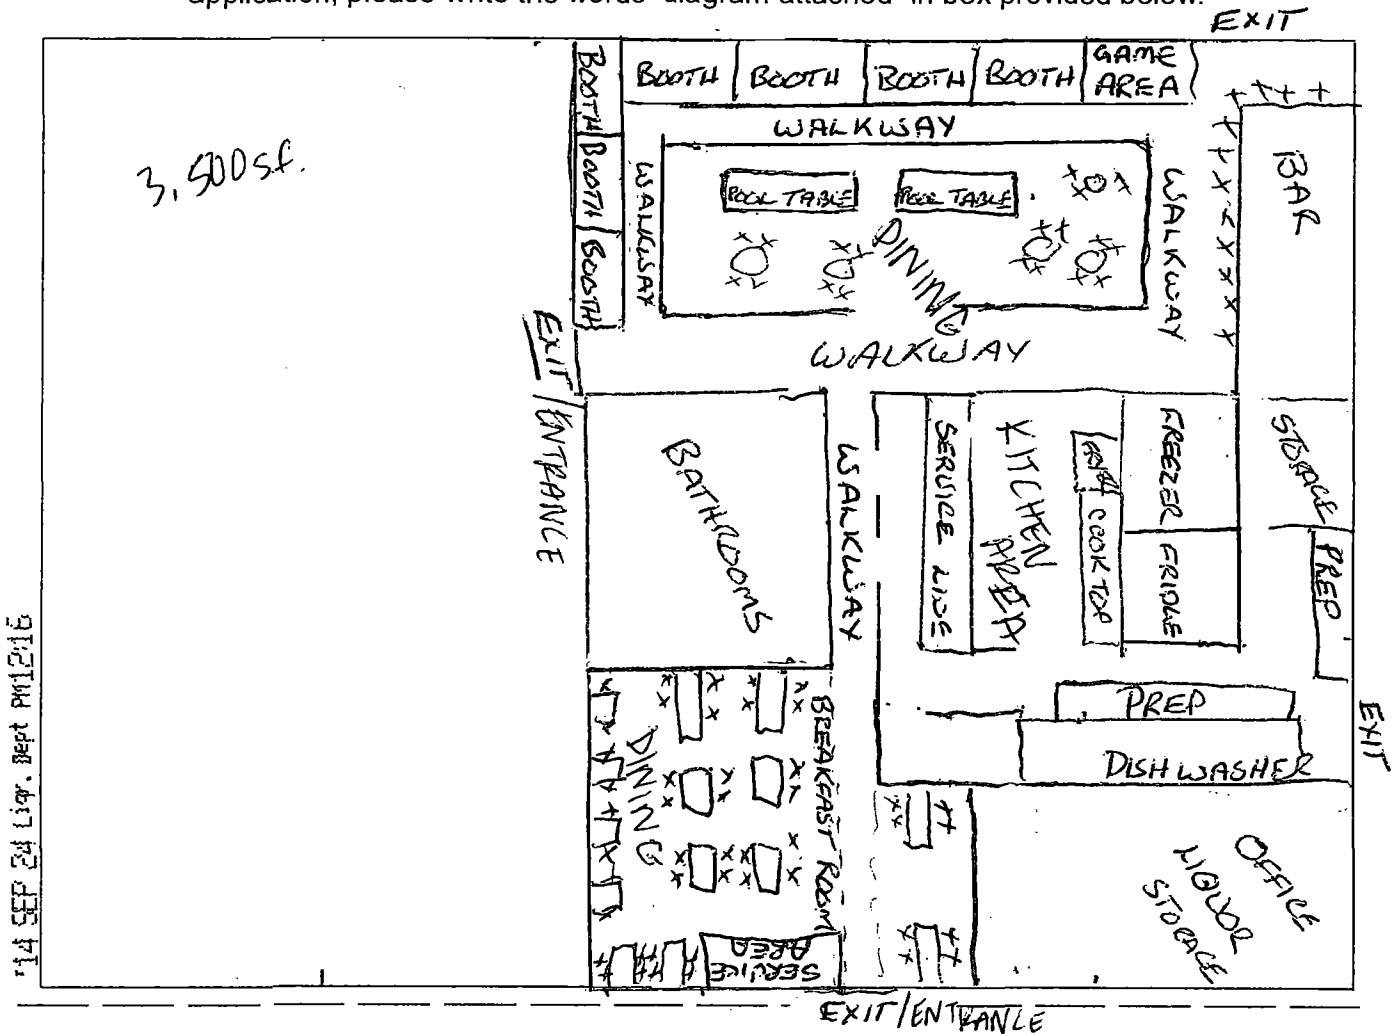 application, please write the words "diagram attached" in box provided below.
EXIT
BOOTH
BOOTH
BOOTH
BOOTH
GAME
AREA
BOOTH
BOOTH
BOOTH
WALKWAY
3,500 s.f.
WALKWAY
POOL TABLE
POOL TABLE
DINING
WALKWAY
BAR
WALKWAY
EXIT/ENTRANCE
BATHROOMS
WALKWAY
SERVICE LINE
KITCHEN
AREA
FRYER
COOK TOP
FREEZER
FRIDGE
STORAGE
PREP
PREP
DISHWASHER
EXIT
DINING
BREAKFAST ROOM
SERVICE
AREA
OFFICE
LIQUOR
STORAGE
EXIT/ENTRANCE
'14 SEP 24 Liqr. Dept PM12:16